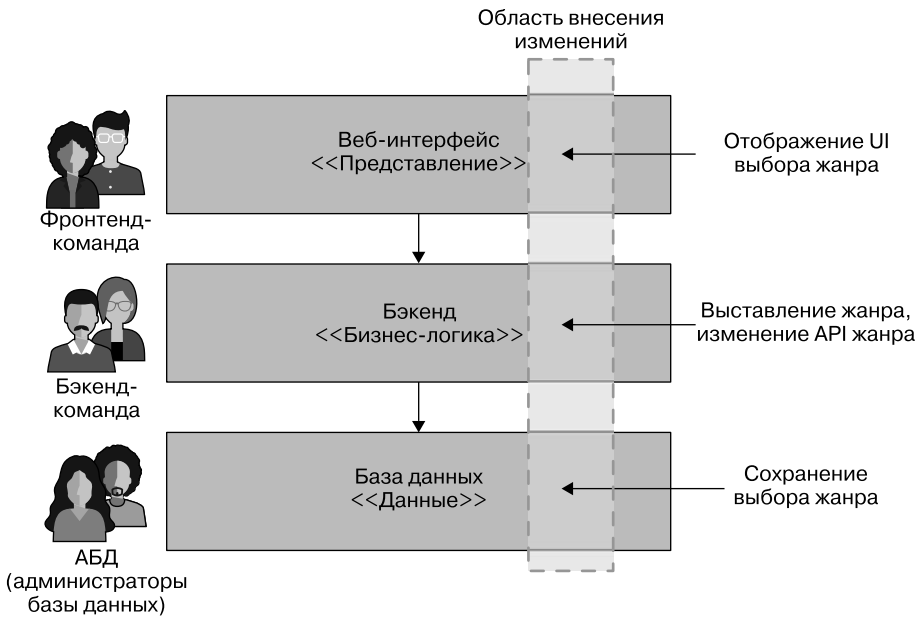 Область внесения
изменений
Веб-интерфейс
<<Представление>>
Отображение UI
выбора жанра
Фронтенд-
команда
Бэкенд
<<Бизнес-логика>>
Выставление жанра,
изменение API жанра
Бэкенд-
команда
База данных
<<Данные>>
Сохранение
выбора жанра
АБД
(администраторы
базы данных)